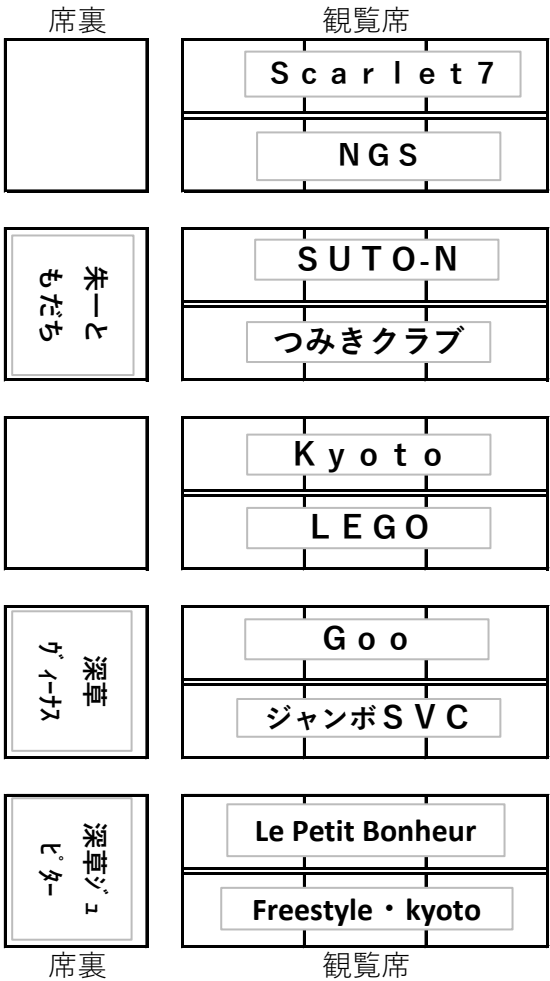 席裏 観覧席
Ｓｃａｒｌｅｔ７
ＮＧＳ
朱一と
もだち
ＳＵＴＯ-Ｎ
つみきクラブ
Ｋｙｏｔｏ
ＬＥＧＯ
深草
ヴィーナス
Ｇｏｏ
ジャンボＳＶＣ
深草ジュ
ピター
Le Petit Bonheur
Freestyle・kyoto
席裏 観覧席